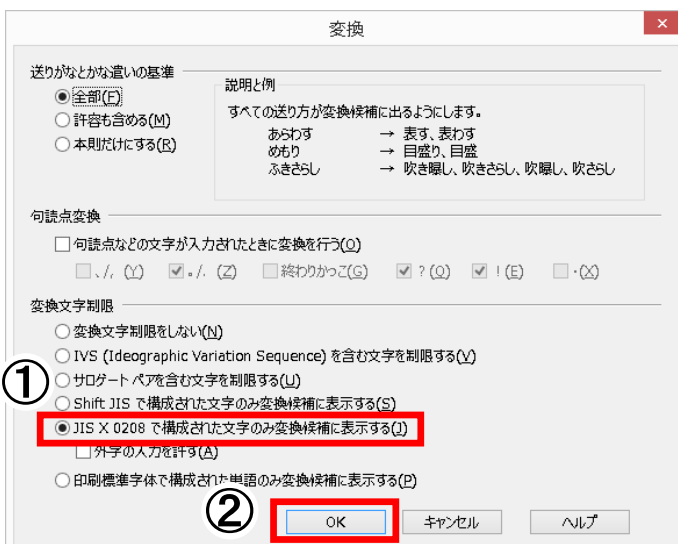 変換
×
送りがなとかな遣いの基準
全部(F)
許容も含める(M)
本則だけにする(R)
説明と例
すべての送り方が変換候補に出るようにします。
あらわす → 表す、表わす
めもり → 目盛り、目盛
ふきさらし → 吹き曝し、吹きさらし、吹曝し、吹さらし
句読点変換
句読点などの文字が入力されたときに変換を行う(O)
、/, (Y) 。/. (Z) 終わりかっこ(G) ? (Q) ! (E) ・(X)
変換文字制限
変換文字制限をしない(N)
IVS (Ideographic Variation Sequence) を含む文字を制限する(V)
① サロゲート ペアを含む文字を制限する(U)
Shift JIS で構成された文字のみ変換候補に表示する(S)
JIS X 0208 で構成された文字のみ変換候補に表示する(J)
外字の入力を許す(A)
印刷標準字体で構成された単語のみ変換候補に表示する(P)
② OK キャンセル ヘルプ